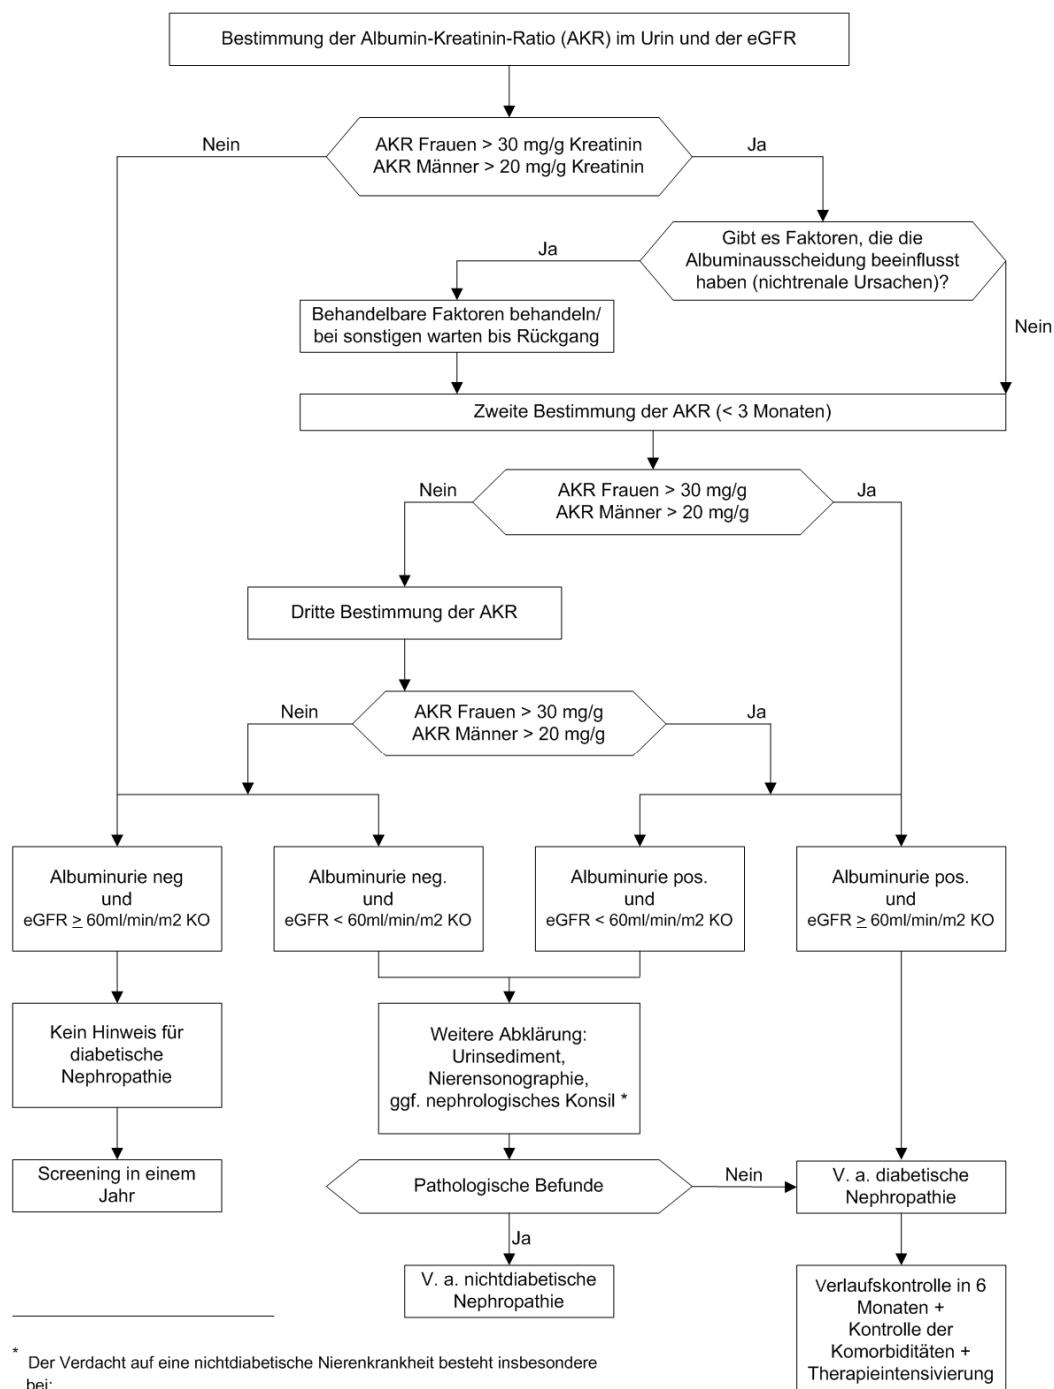 Bestimmung der Albumin-Kreatinin-Ratio (AKR) im Urin und der eGFR
Nein
AKR Frauen > 30 mg/g Kreatinin
AKR Männer > 20 mg/g Kreatinin
Ja
Gibt es Faktoren, die die
Albuminausscheidung beeinflusst
haben (nichtrenale Ursachen)?
Ja
Nein
Behandelbare Faktoren behandeln/
bei sonstigen warten bis Rückgang
Zweite Bestimmung der AKR (< 3 Monaten)
Nein
AKR Frauen > 30 mg/g
AKR Männer > 20 mg/g
Ja
Dritte Bestimmung der AKR
Nein
AKR Frauen > 30 mg/g
AKR Männer > 20 mg/g
Ja
Albuminurie neg
und
eGFR ≥ 60ml/min/m2 KO
Albuminurie neg.
und
eGFR < 60ml/min/m2 KO
Albuminurie pos.
und
eGFR < 60ml/min/m2 KO
Albuminurie pos.
und
eGFR ≥ 60ml/min/m2 KO
Kein Hinweis für
diabetische
Nephropathie
Weitere Abklärung:
Urinsediment,
Nierensonographie,
ggf. nephrologisches Konsil *
Screening in einem
Jahr
Pathologische Befunde
Nein
V. a. diabetische
Nephropathie
Ja
V. a. nichtdiabetische
Nephropathie
Verlaufskontrolle in 6
Monaten +
Kontrolle der
Komorbiditäten +
Therapieintensivierung
* Der Verdacht auf eine nichtdiabetische Nierenkrankheit besteht insbesondere
bei: